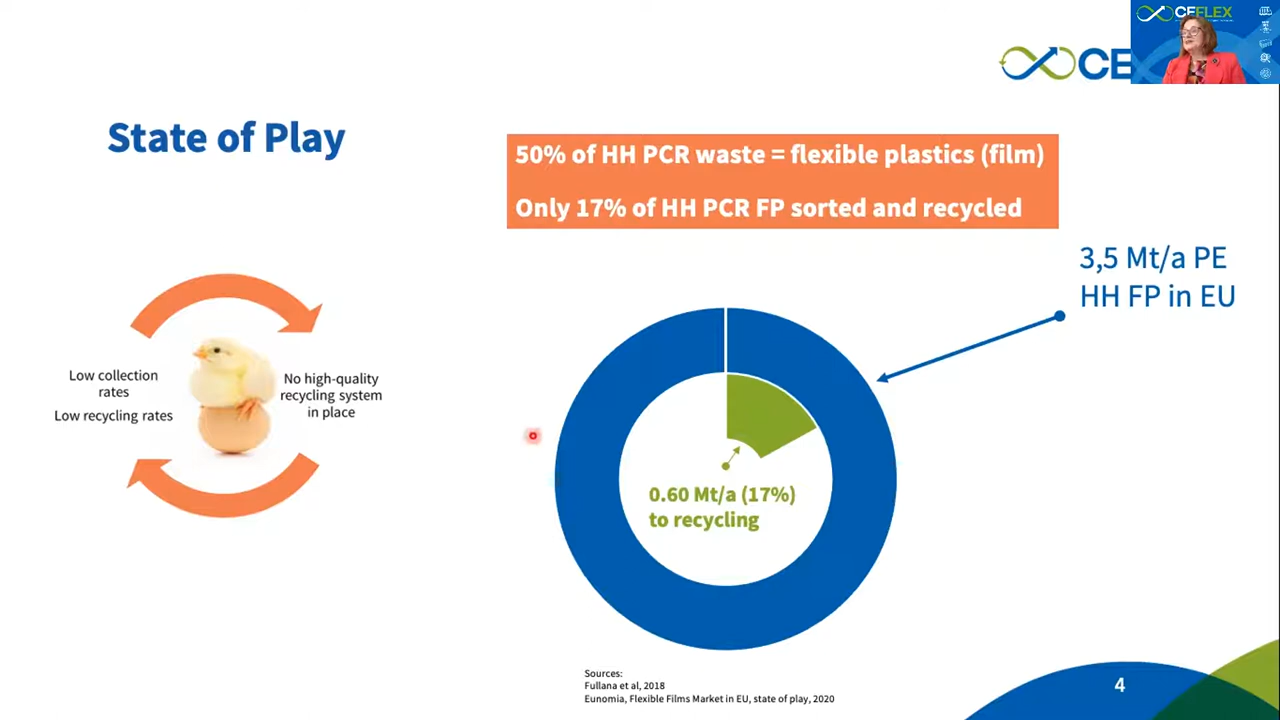 CEFLEX
CE
State of Play
50% of HH PCR waste = flexible plastics (film)
Only 17% of HH PCR FP sorted and recycled
3,5 Mt/a PE
HH FP in EU
Low collection
rates
Low recycling rates
No high-quality
recycling system
in place
0.60 Mt/a (17%)
to recycling
Sources:
Fullana et al, 2018
Eunomia, Flexible Films Market in EU, state of play, 2020
4